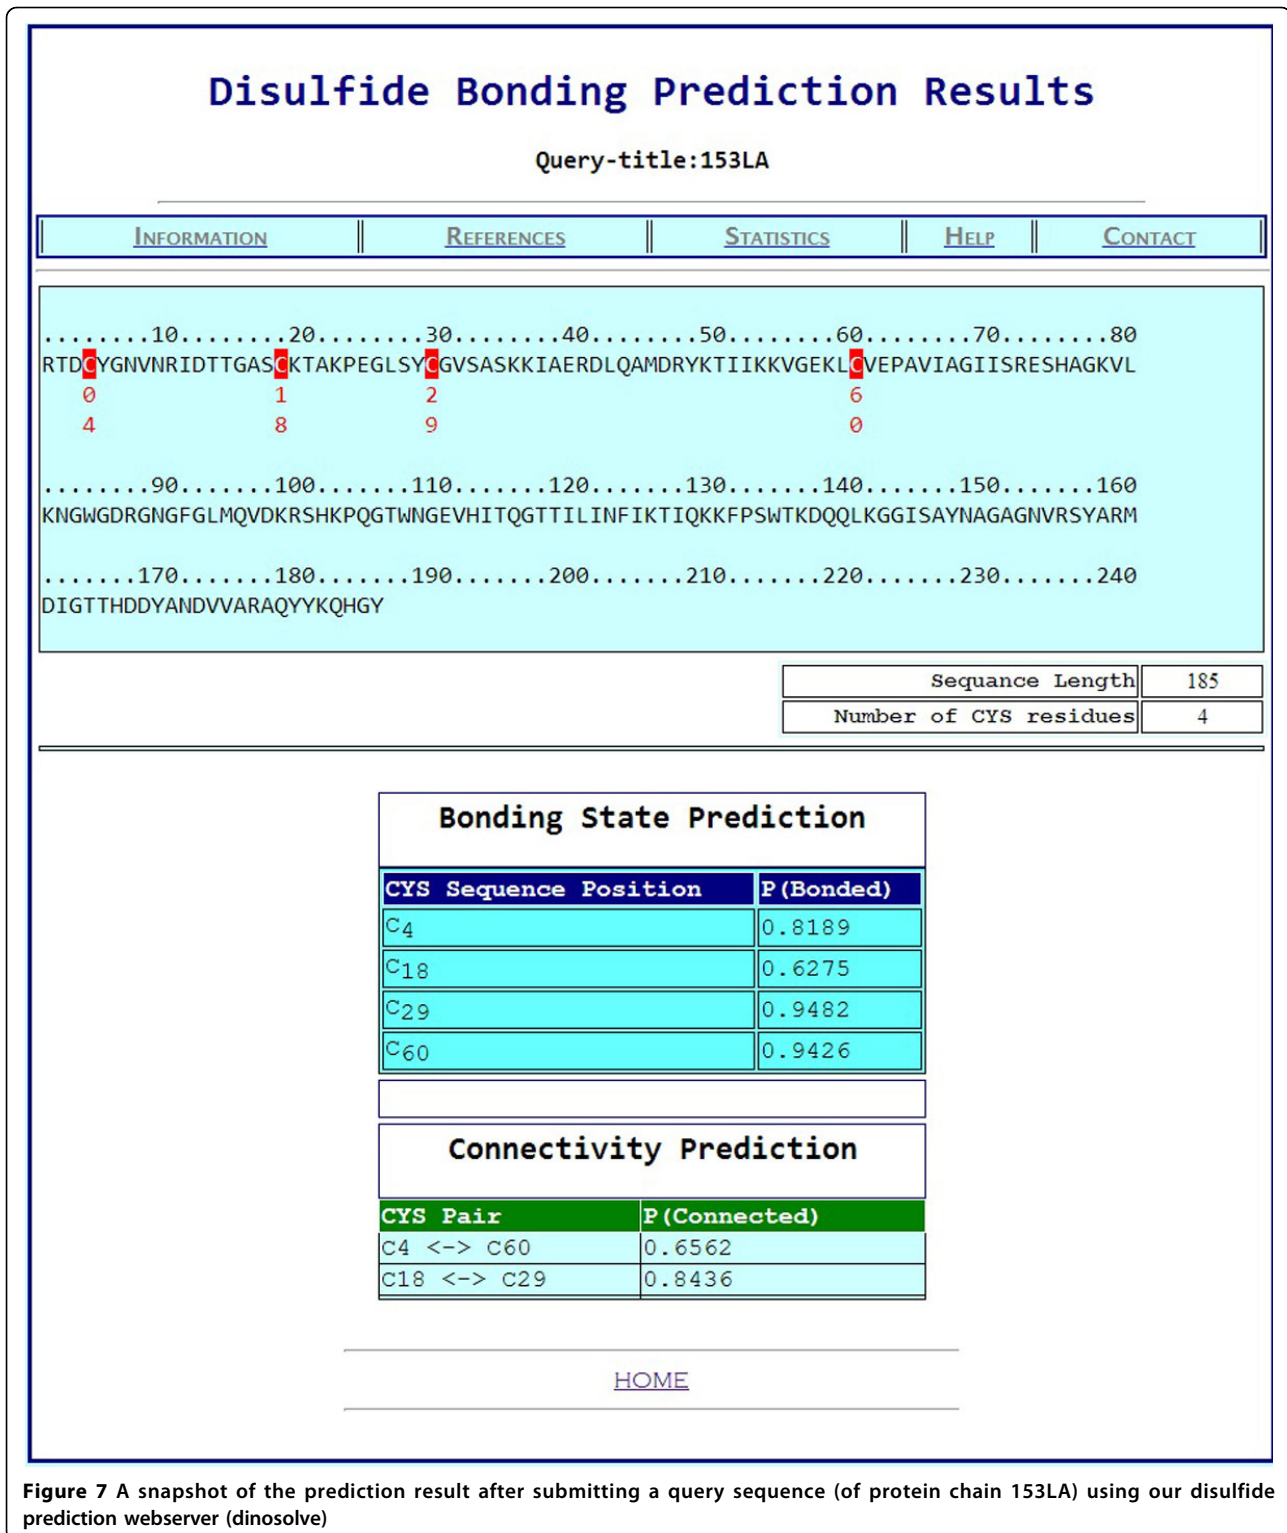 Disulfide Bonding Prediction Results
Query-title:153LA
INFORMATION REFERENCES STATISTICS HELP CONTACT
........10........20........30........40........50........60........70........80
RTDCYGNVNRIDTTGASCKTAKPEGLSYCGVSASKKIAERDLQAMDRYKTIIKKVGEKLCVEPAVIAGIISRESHAGKVL
0 1 2 6
4 8 9 0
........90.......100.......110.......120.......130.......140.......150.......160
KNGWGDRGNGFGLMQVDKRSHKPQGTWNGEVHITQGTTILINFIKTIQKKFPSWTKDQQLKGGISAYNAGAGNVRSYARM
.......170.......180.......190.......200.......210.......220.......230.......240
DIGTTHDDYANDVVARAQYYKQHGY
Sequance Length 185
Number of CYS residues 4
Bonding State Prediction
CYS Sequence Position P(Bonded)
C4 0.8189
C18 0.6275
C29 0.9482
C60 0.9426
Connectivity Prediction
CYS Pair P(Connected)
C4 <-> C60 0.6562
C18 <-> C29 0.8436
HOME
Figure 7 A snapshot of the prediction result after submitting a query sequence (of protein chain 153LA) using our disulfide
prediction webserver (dinosolve)